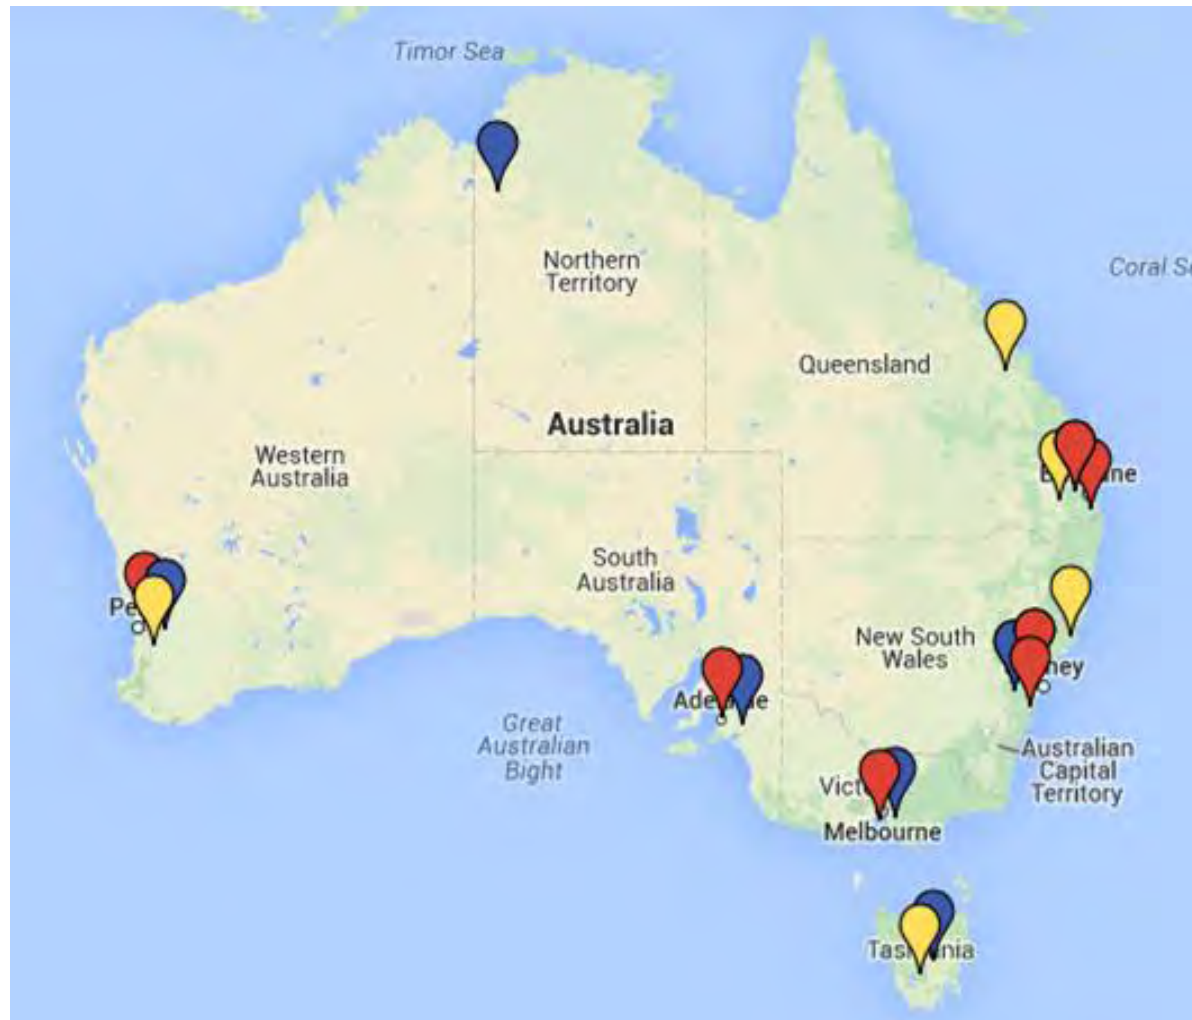 Timor Sea
Northern
Territory
Coral
Queensland
Australia
Western
Australia
South
Australia
New South
Wales
Great
Australian
Bight
Australian
Capital
Territory
Melbourne